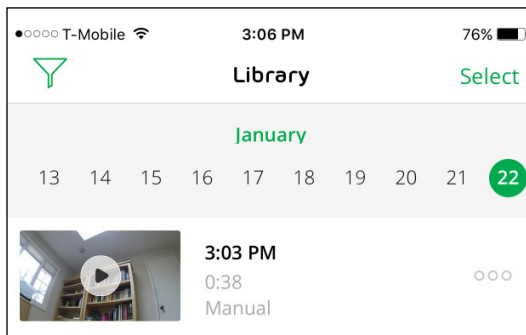 T-Mobile 3:06 PM 76%
Library Select
January
13 14 15 16 17 18 19 20 21 22
3:03 PM
0:38
Manual